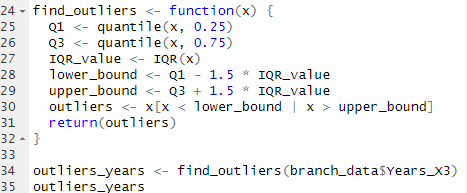 24 find_outliers <- function(x) {
25 Q1 <- quantile(x, 0.25)
26 Q3 <- quantile(x, 0.75)
27 IQR_value <- IQR(x)
28 lower_bound <- Q1 - 1.5 * IQR_value
29 upper_bound <- Q3 + 1.5 * IQR_value
30 outliers <- x[x < lower_bound | x > upper_bound]
31 return(outliers)
32 }
33
34 outliers_years <- find_outliers(branch_data$Years_X3)
35 outliers_years